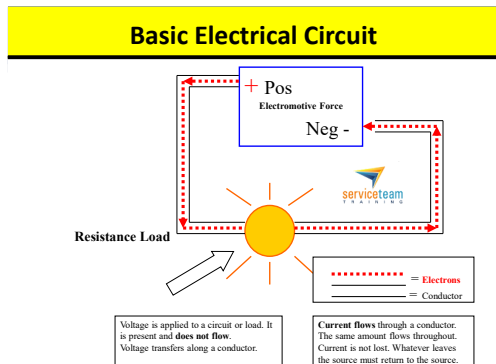 Basic Electrical Circuit
+ Pos
Electromotive Force
Neg -
serviceteam
TRAINING
Resistance Load
= Electrons
= Conductor
Voltage is applied to a circuit or load. It
is present and does not flow.
Voltage transfers along a conductor.
Current flows through a conductor.
The same amount flows throughout.
Current is not lost. Whatever leaves
the source must return to the source.